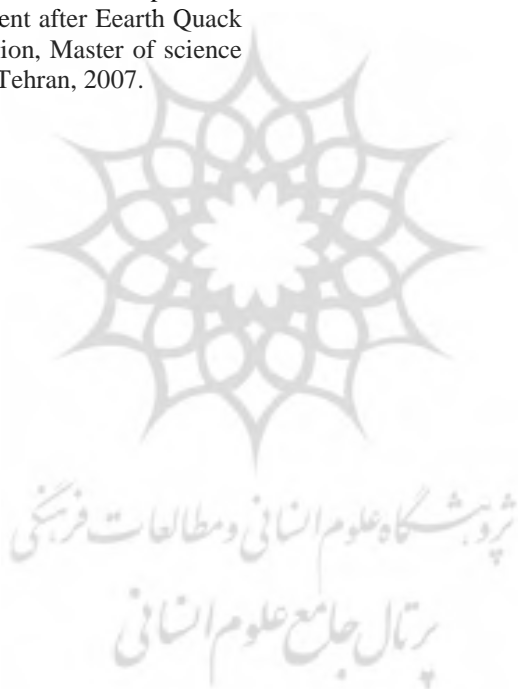 ent after Eearth Quack
ion, Master of science
Tehran, 2007.
پژوهشگاه علوم انسانی و مطالعات فرهنگی
پرتال جامع علوم انسانی